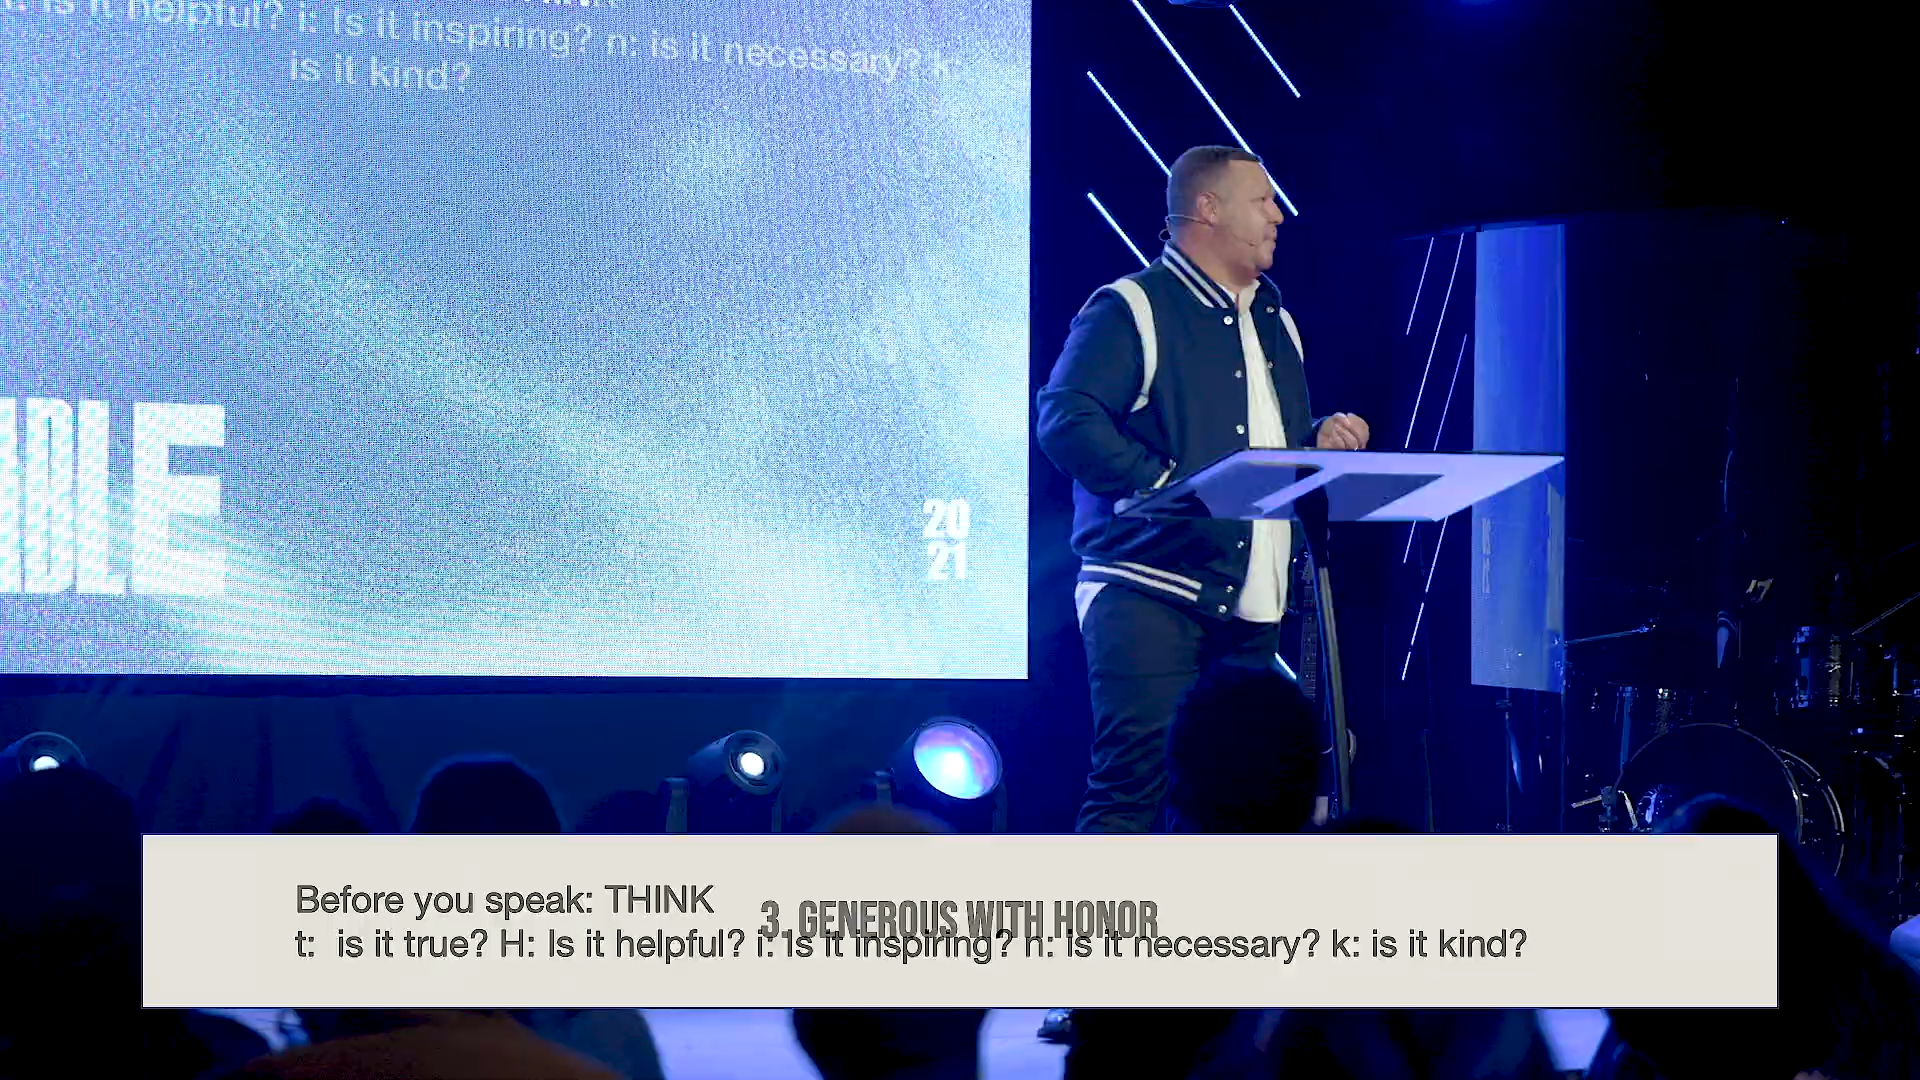 is it helpful? i: Is it inspiring? n: is it necessary? k:
is it kind?
DLE
20
21
Before you speak: THINK
3. GENEROUS WITH HONOR
t: is it true? H: Is it helpful? i: Is it inspiring? n: is it necessary? k: is it kind?